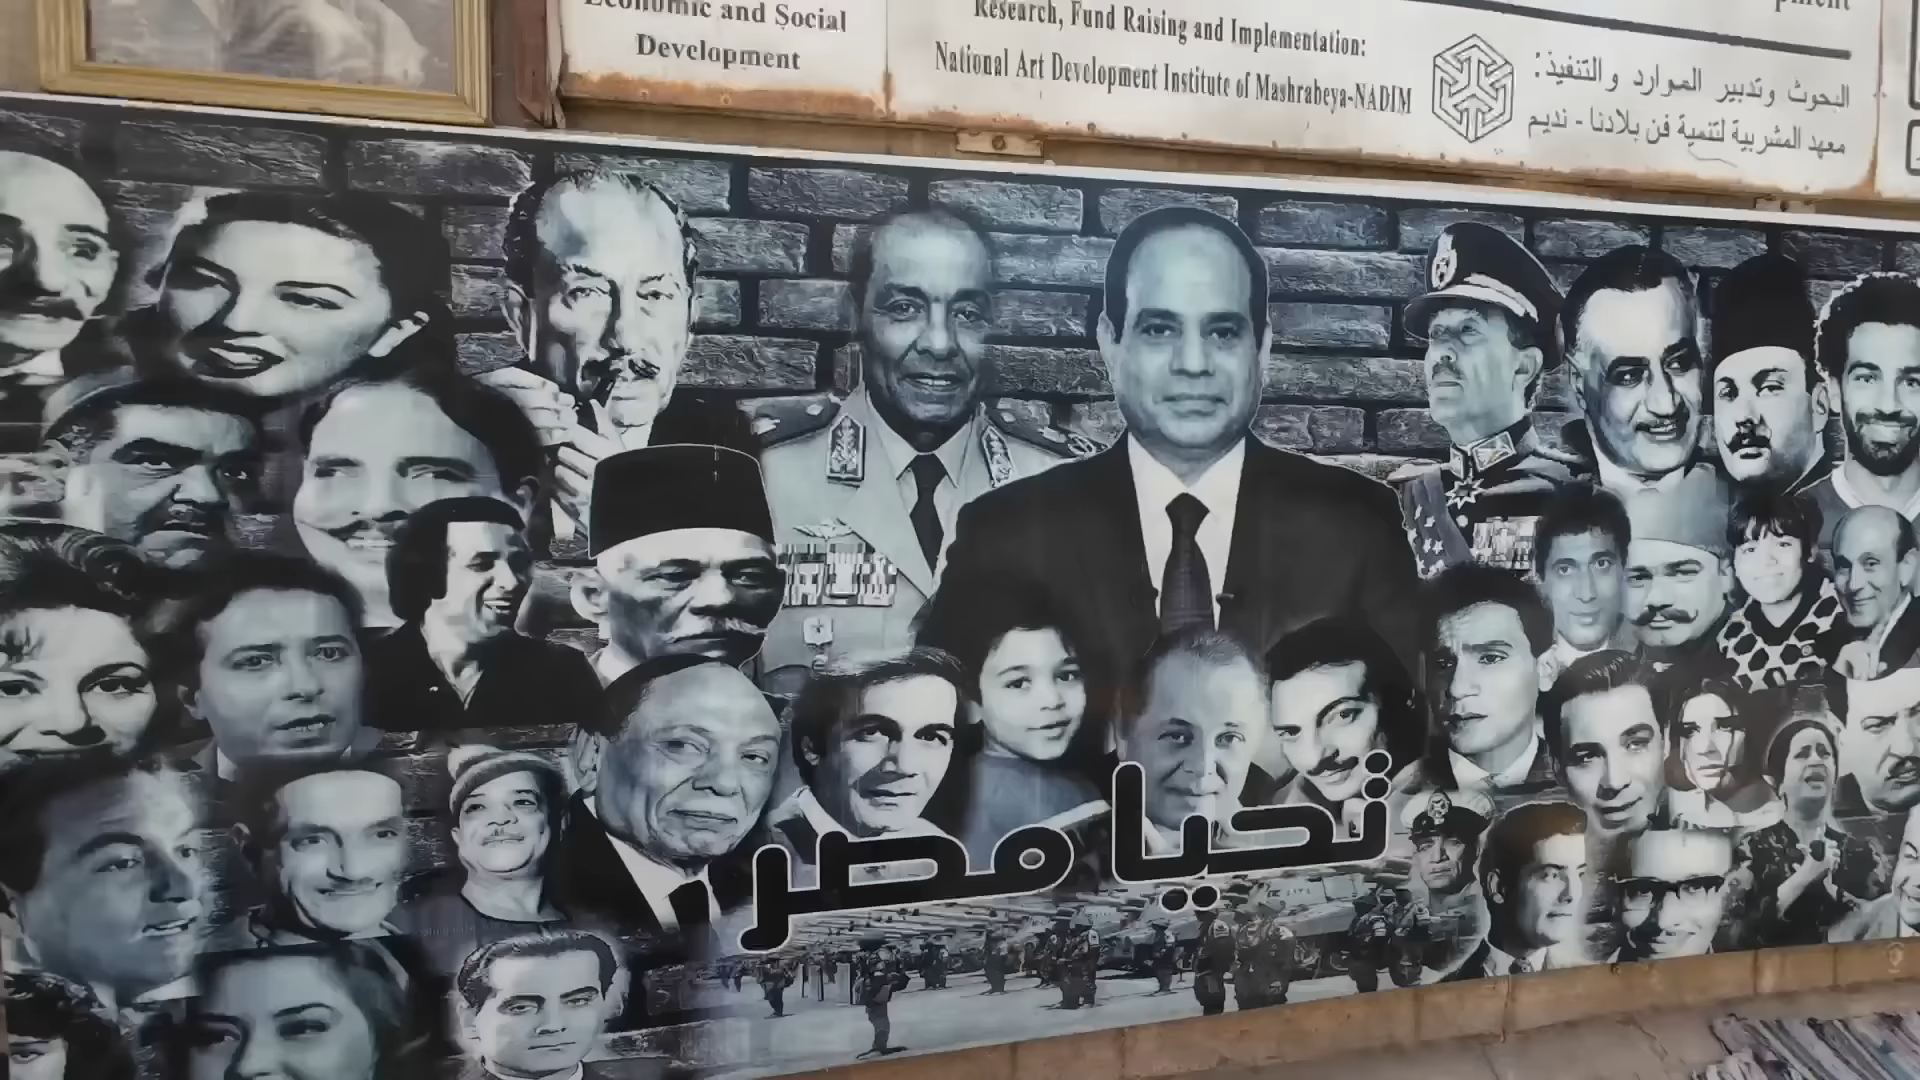 Economic and Social
Development
Research, Fund Raising and Implementation:
National Art Development Institute of Mashrabeya-NADIM
البحوث وتدبير الموارد والتنفيذ:
معهد المشربية لتنمية فن بلادنا - نديم
تحيا مصر